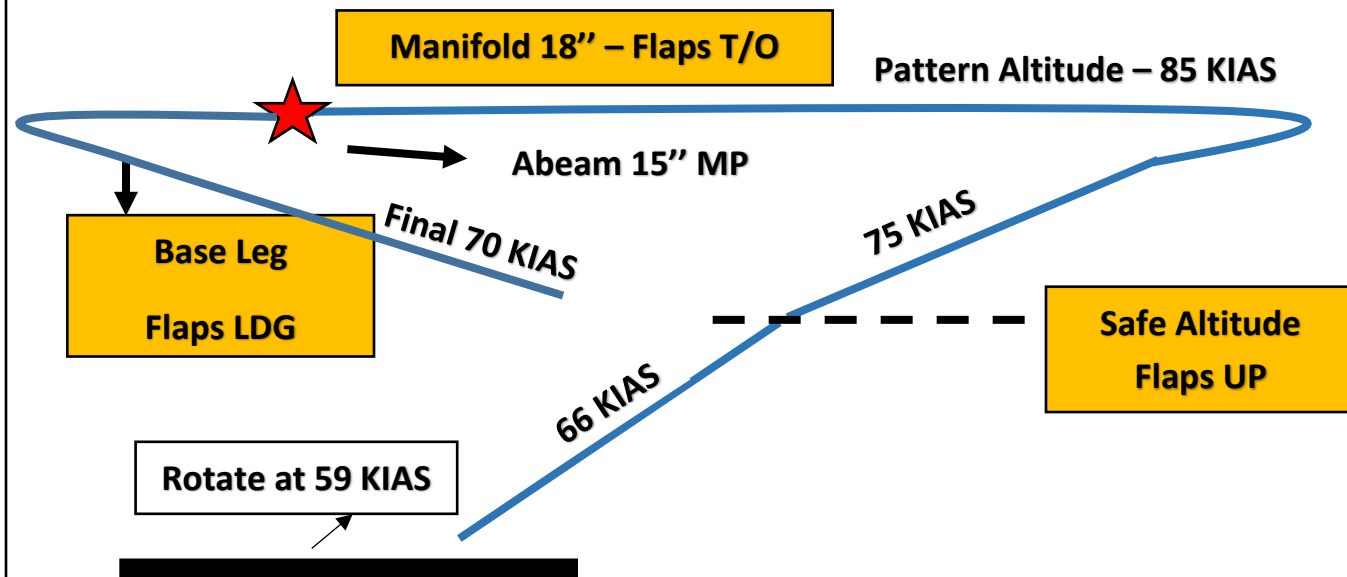 Manifold 18’’ – Flaps T/O
Pattern Altitude – 85 KIAS
Abeam 15’’ MP
Final 70 KIAS
75 KIAS
Base Leg
Flaps LDG
Safe Altitude
Flaps UP
66 KIAS
Rotate at 59 KIAS